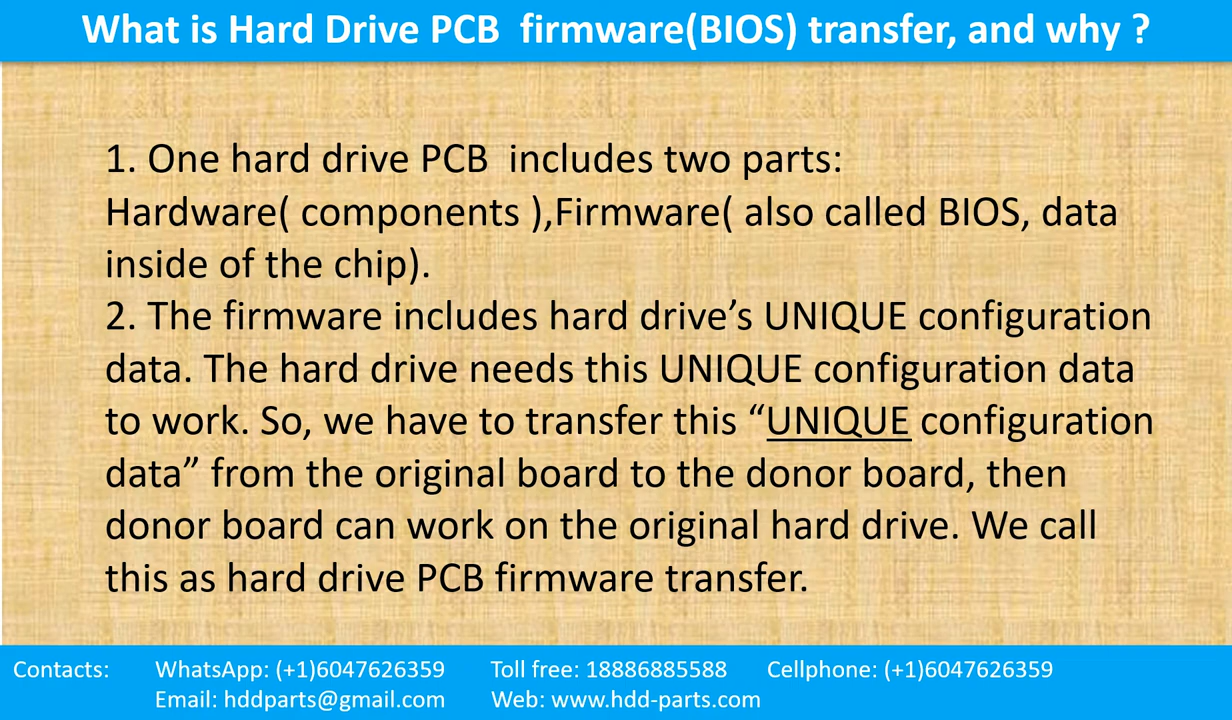 What is Hard Drive PCB  firmware(BIOS) transfer, and why ?
1. One hard drive PCB  includes two parts:
Hardware( components ),Firmware( also called BIOS, data
inside of the chip).
2. The firmware includes hard drive’s UNIQUE configuration
data. The hard drive needs this UNIQUE configuration data
to work. So, we have to transfer this “UNIQUE configuration
data” from the original board to the donor board, then
donor board can work on the original hard drive. We call
this as hard drive PCB firmware transfer.
Contacts: WhatsApp: (+1)6047626359 Toll free: 18886885588 Cellphone: (+1)6047626359
Email: hddparts@gmail.com Web: www.hdd-parts.com